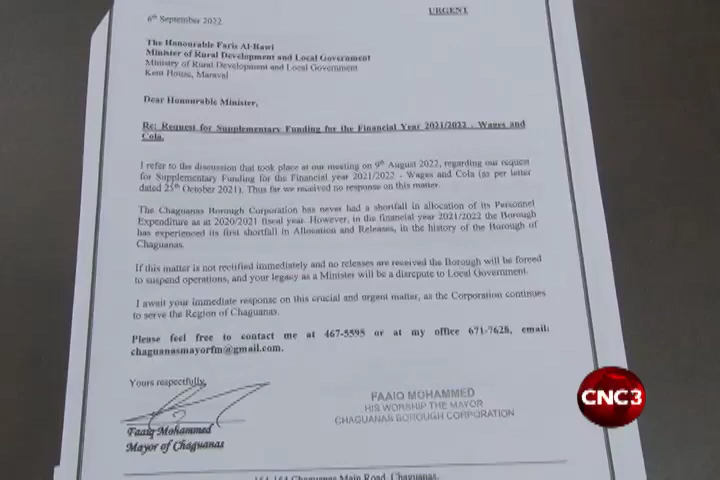 URGENT
6th September 2022
The Honourable Faris Al-Rawi
Minister of Rural Development and Local Government
Ministry of Rural Development and Local Government
Kent House, Maraval
Dear Honourable Minister,
Re: Request for Supplementary Funding for the Financial Year 2021/2022 - Wages and
Cola.
I refer to the discussion that took place at our meeting on 9th August 2022, regarding our request
for Supplementary Funding for the Financial year 2021/2022 - Wages and Cola (as per letter
dated 25th October 2021). Thus far we received no response on this matter.
The Chaguanas Borough Corporation has never had a shortfall in allocation of its Personnel
Expenditure as at 2020/2021 fiscal year. However, in the financial year 2021/2022 the Borough
has experienced its first shortfall in Allocation and Releases, in the history of the Borough of
Chaguanas.
If this matter is not rectified immediately and no releases are received the Borough will be forced
to suspend operations, and your legacy as a Minister will be a disrepute to Local Government.
I await your immediate response on this crucial and urgent matter, as the Corporation continues
to serve the Region of Chaguanas.
Please feel free to contact me at 467-5595 or at my office 671-7628, email:
chaguanasmayorfm@gmail.com.
Yours respectfully,
Faaiq Mohammed
Mayor of Chaguanas
FAAIQ MOHAMMED
HIS WORSHIP THE MAYOR
CHAGUANAS BOROUGH CORPORATION
CNC3
Chaguanas Main Road, Chaguanas.